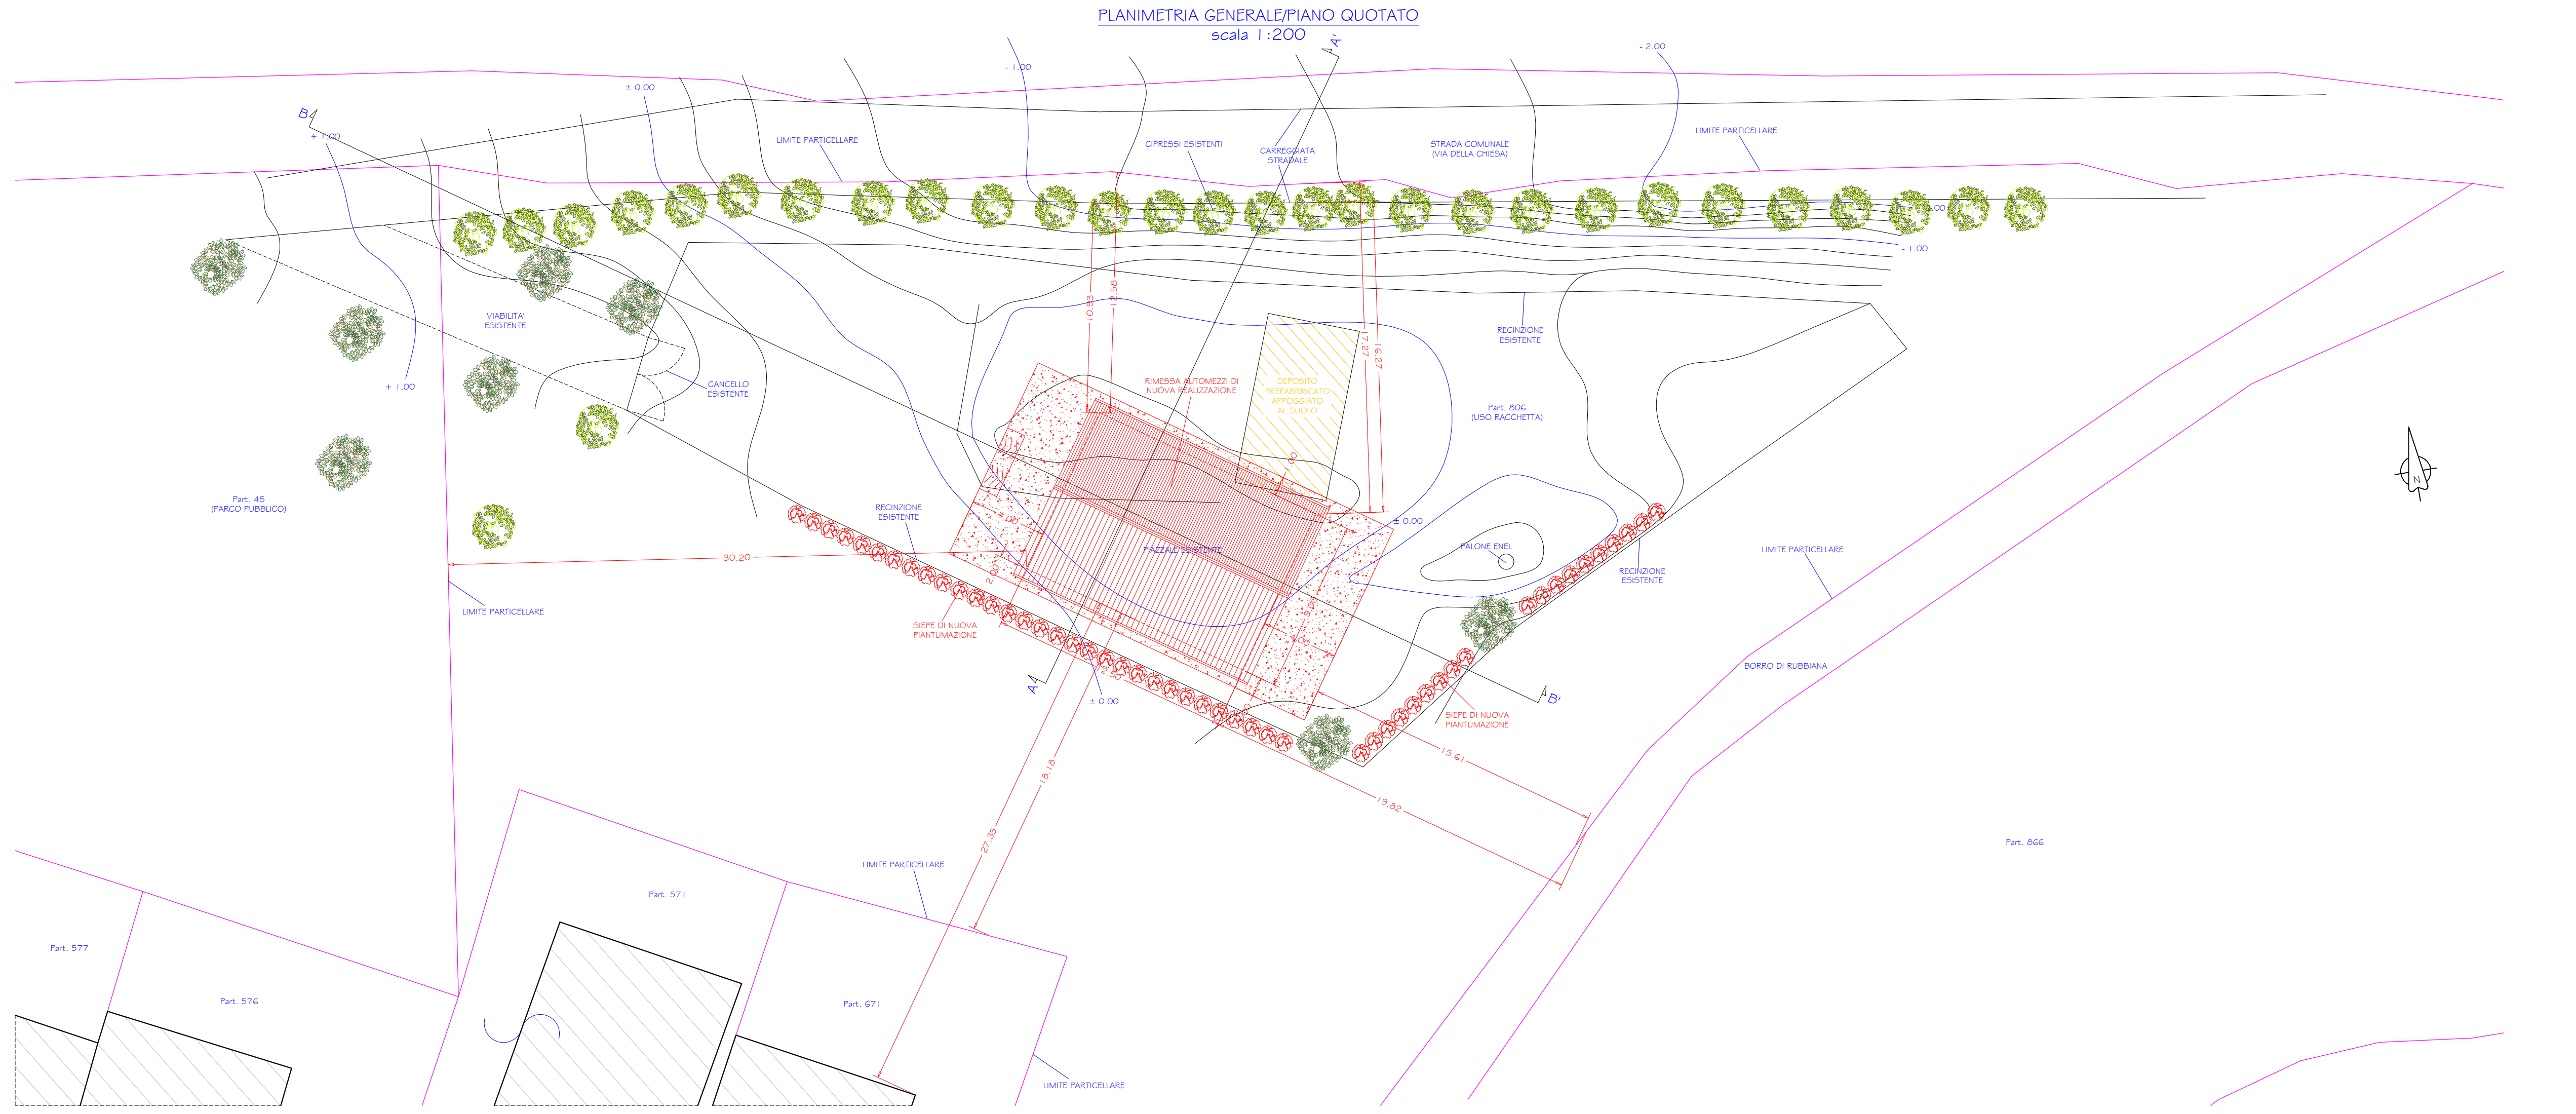 PLANIMETRIA GENERALE/PIANO QUOTATO
scala 1:200
A'
- 2.00
- 1.00
± 0.00
B
+ 1.00
LIMITE PARTICELLARE
CIPRESSI ESISTENTI
CARREGGIATA
STRADALE
STRADA COMUNALE
(VIA DELLA CHIESA)
LIMITE PARTICELLARE
- 1.00
VIABILITA'
ESISTENTE
10.93
12.58
17.27
16.27
RECINZIONE
ESISTENTE
+ 1.00
CANCELLO
ESISTENTE
RIMESSA AUTOMEZZI DI
NUOVA REALIZZAZIONE
DEPOSITO
PREFABBRICATO
APPOGGIATO
AL SUOLO
Part. 806
(USO RACCHETTA)
1.00
Part. 45
(PARCO PUBBLICO)
RECINZIONE
ESISTENTE
± 0.00
N
30.20
PIAZZALE ESISTENTE
PALONE ENEL
LIMITE PARTICELLARE
RECINZIONE
ESISTENTE
LIMITE PARTICELLARE
SIEPE DI NUOVA
PIANTUMAZIONE
BORRO DI RUBBIANA
A
± 0.00
B'
SIEPE DI NUOVA
PIANTUMAZIONE
15.61
18.18
19.82
27.35
Part. 866
LIMITE PARTICELLARE
Part. 571
Part. 577
Part. 576
Part. 671
LIMITE PARTICELLARE